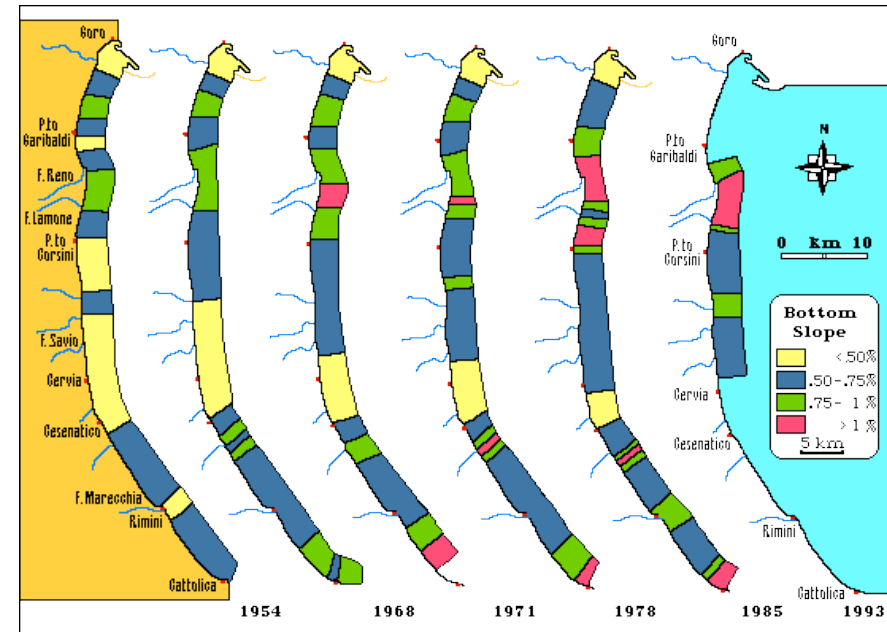 Goro
P.to
Garibaldi
F. Reno
F. Lamone
P.to
Corsini
F. Savio
Cervia
Cesenatico
F. Marecchia
Rimini
Cattolica
Goro
P.to
Garibaldi
P.to
Corsini
Cervia
Cesenatico
Rimini
Cattolica
N
0 Km 10
Bottom
Slope
<.50%
.50-.75%
.75- 1 %
> 1 %
5 km
1954 1968 1971 1978 1985 1993